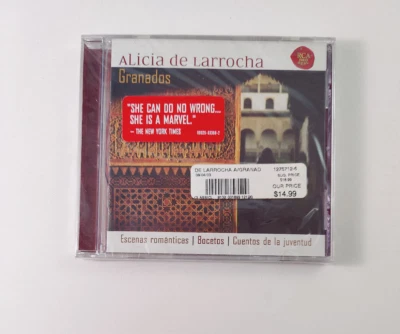 Alicia de Larrocha
Granados
RCA
"SHE CAN DO NO WRONG...
SHE IS A MARVEL."
— THE NEW YORK TIMES
DE LARROCHA A/GRANAD
OUR PRICE
$14.99
Escenas románticas | Bocetos | Cuentos de la juventud